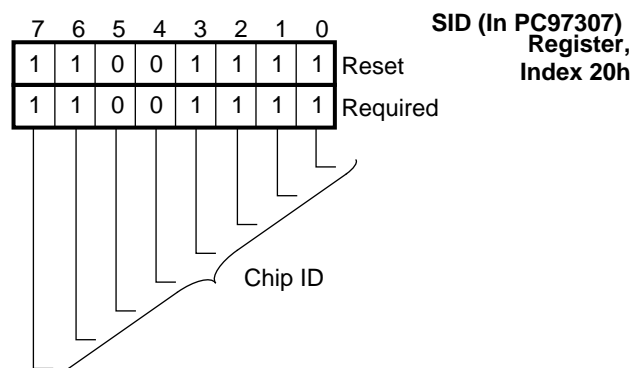 SID (In PC97307)
Register,
Index 20h
7 6 5 4 3 2 1 0
1 1 0 0 1 1 1 1 Reset
1 1 0 0 1 1 1 1 Required
Chip ID